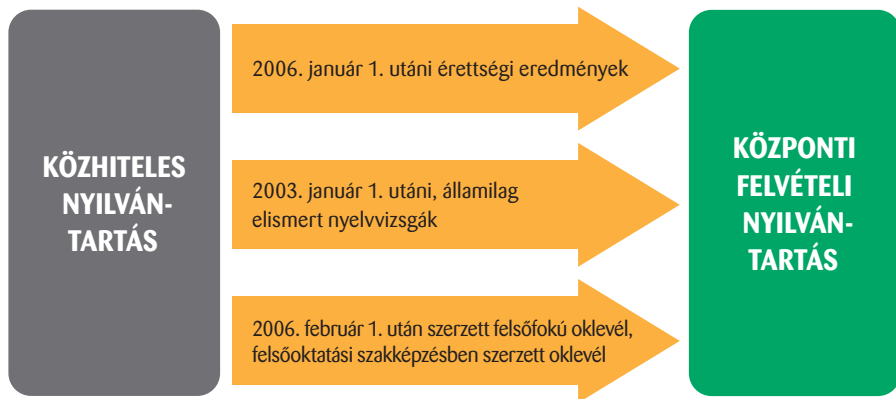 KÖZHITELES
NYILVÁN-
TARTÁS
2006. január 1. utáni érettségi eredmények
2003. január 1. utáni, államilag
elismert nyelvvizsgák
2006. február 1. után szerzett felsőfokú oklevél,
felsőoktatási szakképzésben szerzett oklevél
KÖZPONTI
FELVÉTELI
NYILVÁN-
TARTÁS